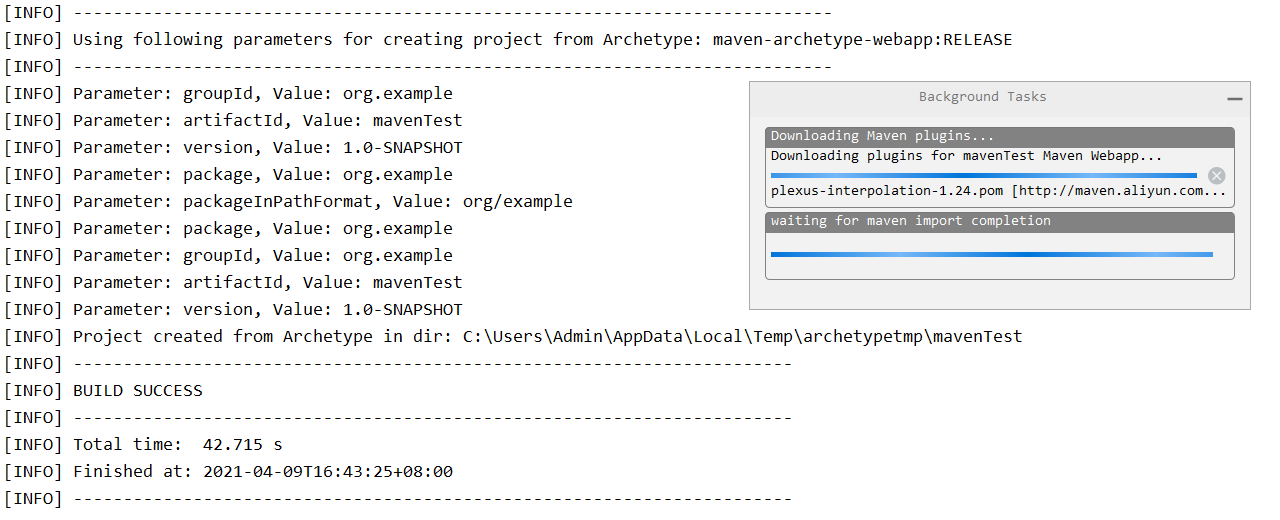 [INFO] ----------------------------------------------------------------------------
[INFO] Using following parameters for creating project from Archetype: maven-archetype-webapp:RELEASE
[INFO] ----------------------------------------------------------------------------
[INFO] Parameter: groupId, Value: org.example
[INFO] Parameter: artifactId, Value: mavenTest
[INFO] Parameter: version, Value: 1.0-SNAPSHOT
[INFO] Parameter: package, Value: org.example
[INFO] Parameter: packageInPathFormat, Value: org/example
[INFO] Parameter: package, Value: org.example
[INFO] Parameter: groupId, Value: org.example
[INFO] Parameter: artifactId, Value: mavenTest
[INFO] Parameter: version, Value: 1.0-SNAPSHOT
[INFO] Project created from Archetype in dir: C:\Users\Admin\AppData\Local\Temp\archetypetmp\mavenTest
[INFO] ------------------------------------------------------------------------
[INFO] BUILD SUCCESS
[INFO] ------------------------------------------------------------------------
[INFO] Total time:  42.715 s
[INFO] Finished at: 2021-04-09T16:43:25+08:00
[INFO] ------------------------------------------------------------------------
Background Tasks
Downloading Maven plugins...
Downloading plugins for mavenTest Maven Webapp...
plexus-interpolation-1.24.pom [http://maven.aliyun.com...
waiting for maven import completion